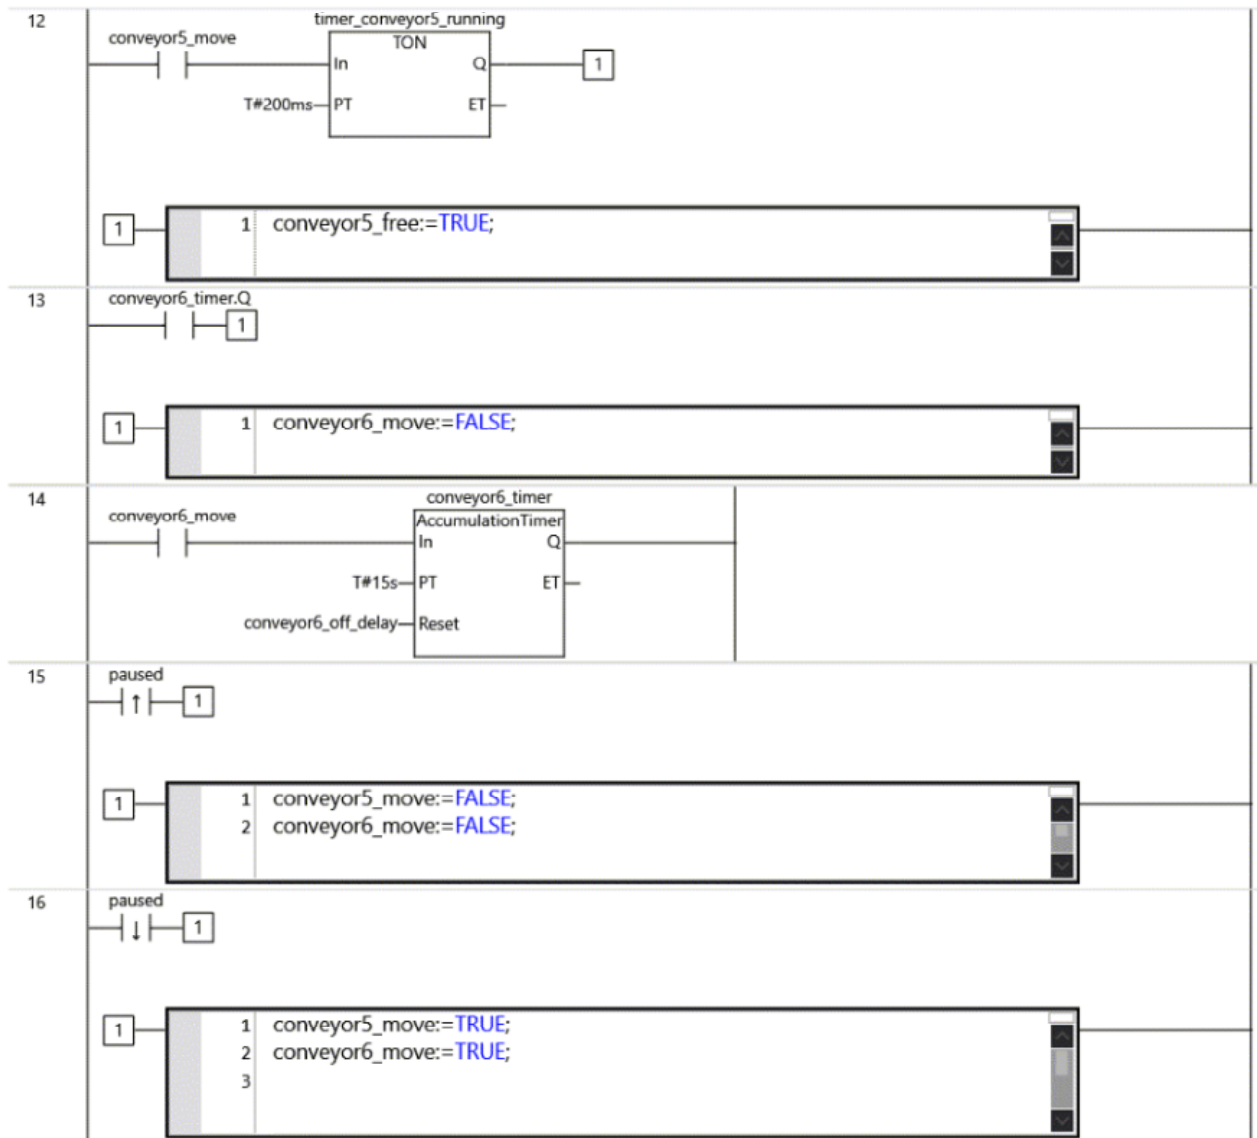 12
timer_conveyor5_running
conveyor5_move
TON
In Q 1
T#200ms PT ET
1 1 conveyor5_free:=TRUE;
13
conveyor6_timer.Q
1
1 1 conveyor6_move:=FALSE;
14
conveyor6_timer
conveyor6_move
AccumulationTimer
In Q
T#15s PT ET
conveyor6_off_delay Reset
15
paused
1
1 1 conveyor5_move:=FALSE;
2 conveyor6_move:=FALSE;
16
paused
1
1 1 conveyor5_move:=TRUE;
2 conveyor6_move:=TRUE;
3